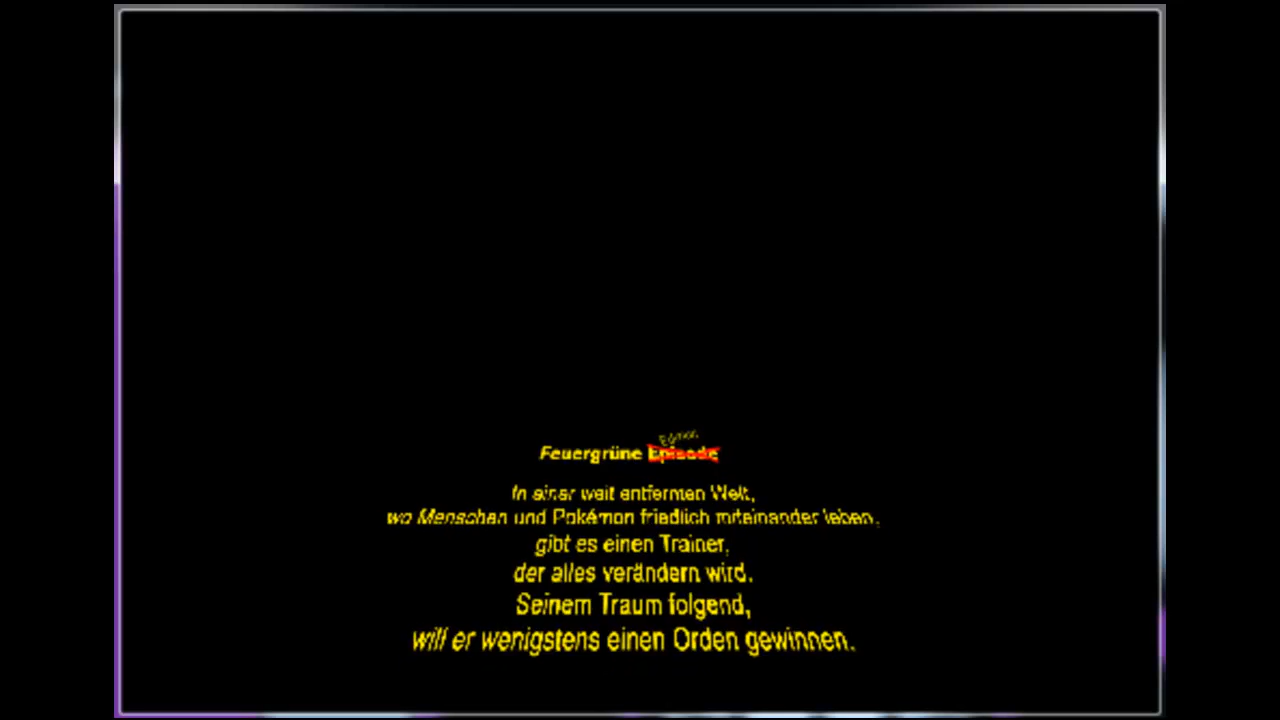 Edition
Feuergrüne Episode
In einer weit entfernten Welt,
wo Menschen und Pokémon friedlich miteinander leben,
gibt es einen Trainer,
der alles verändern wird.
Seinem Traum folgend,
will er wenigstens einen Orden gewinnen.